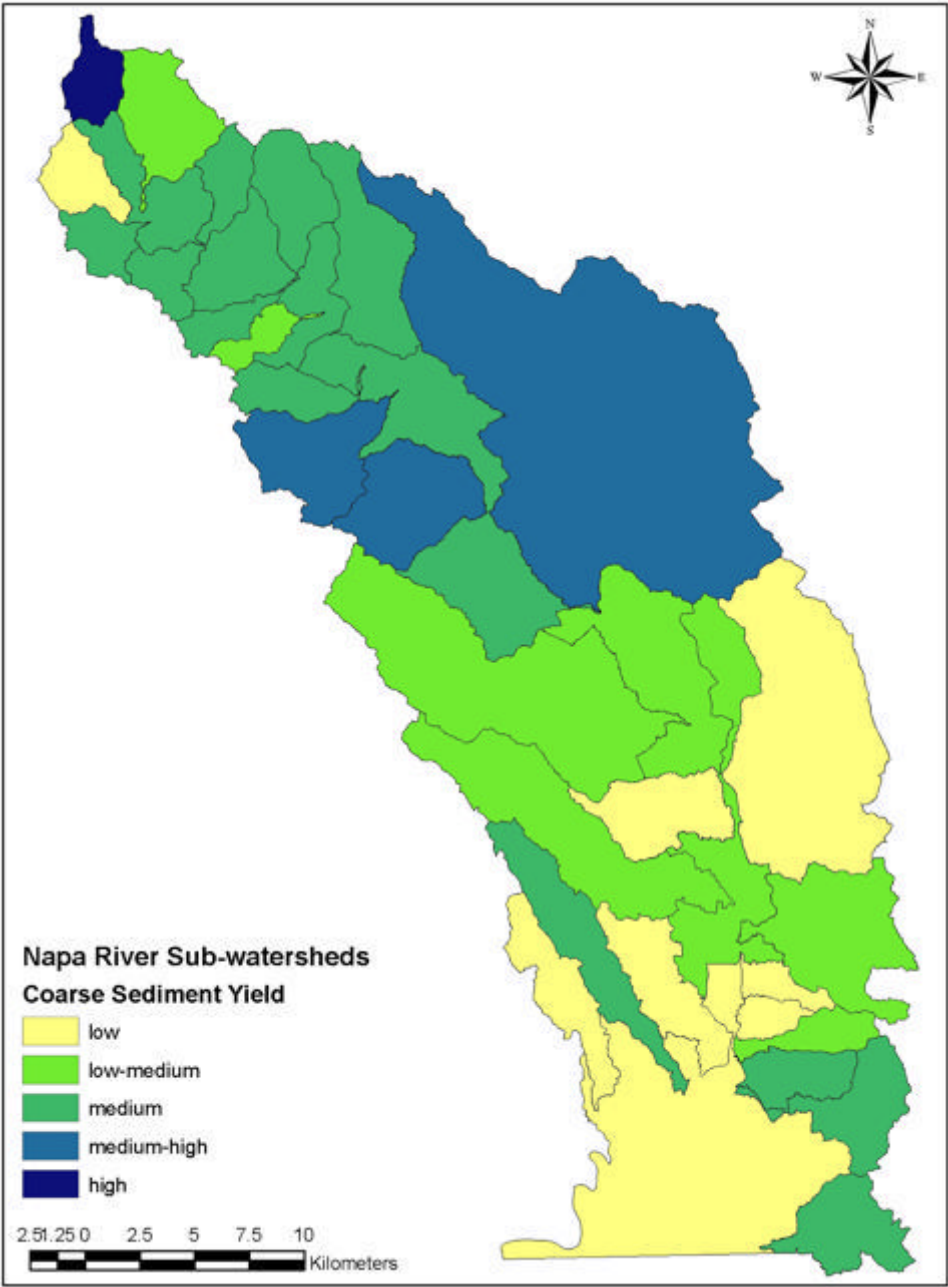 N
W E
S
Napa River Sub-watersheds
Coarse Sediment Yield
low
low-medium
medium
medium-high
high
2.51.25 0 2.5 5 7.5 10
Kilometers